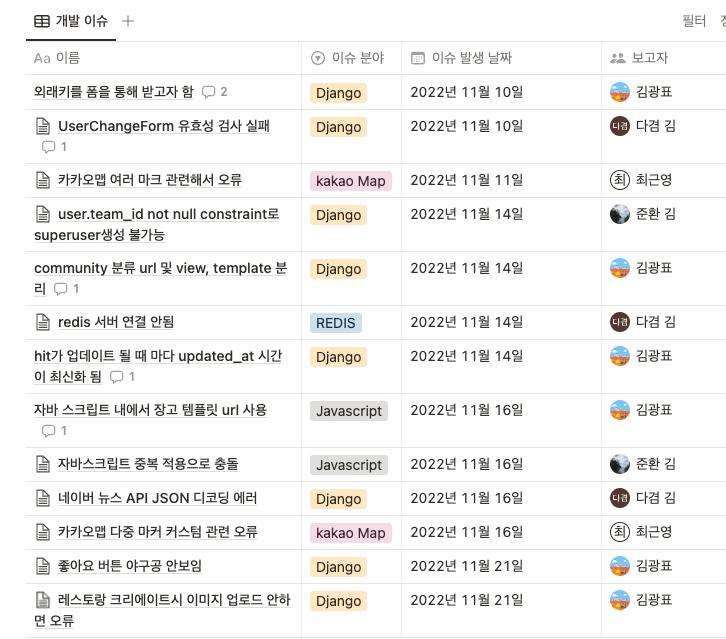 개발 이슈
필터
Aa 이름 이슈 분야 이슈 발생 날짜 보고자
외래키를 폼을 통해 받고자 함 2 Django 2022년 11월 10일 김광표
UserChangeForm 유효성 검사 실패 Django 2022년 11월 10일 다겸 다겸 김
1
카카오맵 여러 마크 관련해서 오류 kakao Map 2022년 11월 11일 최 최근영
user.team_id not null constraint로 Django 2022년 11월 14일 준환 김
superuser생성 불가능
community 분류 url 및 view, template 분 Django 2022년 11월 14일 김광표
리 1
redis 서버 연결 안됨 REDIS 2022년 11월 14일 다겸 다겸 김
hit가 업데이트 될 때 마다 updated_at 시간 Django 2022년 11월 14일 김광표
이 최신화 됨 1
자바 스크립트 내에서 장고 템플릿 url 사용 Javascript 2022년 11월 16일 김광표
1
자바스크립트 중복 적용으로 충돌 Javascript 2022년 11월 16일 준환 김
네이버 뉴스 API JSON 디코딩 에러 Django 2022년 11월 16일 다겸 다겸 김
카카오맵 다중 마커 커스텀 관련 오류 kakao Map 2022년 11월 16일 최 최근영
좋아요 버튼 야구공 안보임 Django 2022년 11월 21일 김광표
레스토랑 크리에이트시 이미지 업로드 안하 Django 2022년 11월 21일 김광표
면 오류